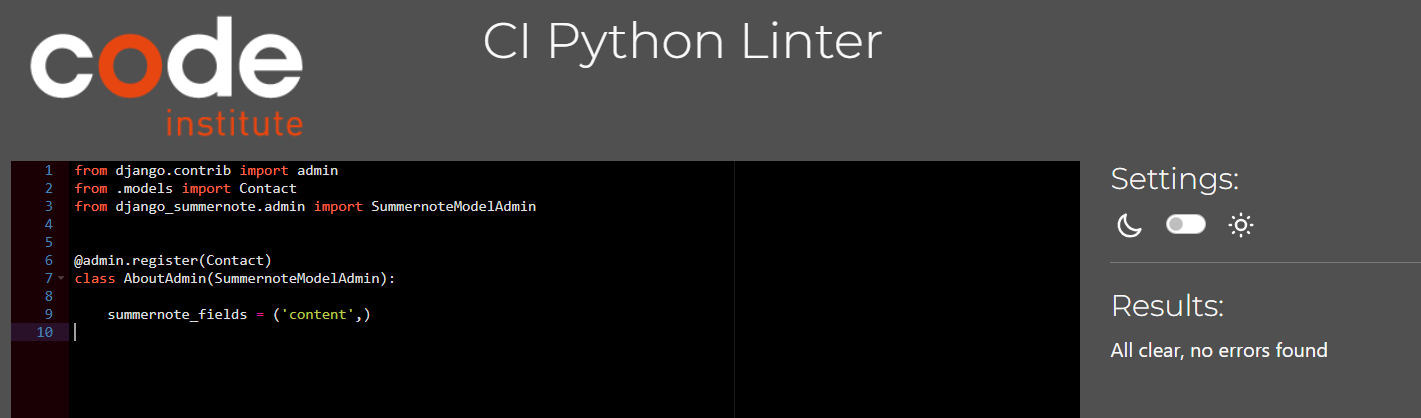 code
institute
CI Python Linter
1 from django.contrib import admin
2 from .models import Contact
3 from django_summernote.admin import SummernoteModelAdmin
4
5
6 @admin.register(Contact)
7 class AboutAdmin(SummernoteModelAdmin):
8
9     summernote_fields = ('content',)
10
Settings:
Results:
All clear, no errors found